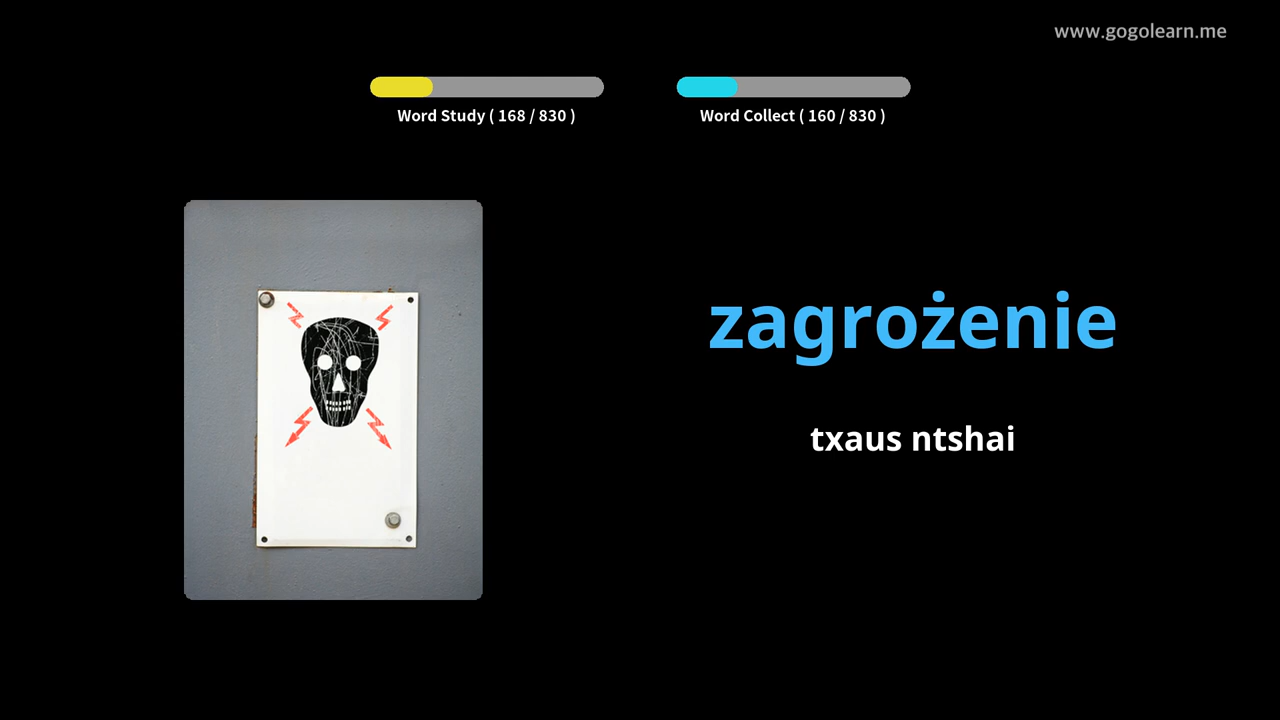 www.gogolearn.me
Word Study ( 168 / 830 )
Word Collect ( 160 / 830 )
zagrożenie
txaus ntshai